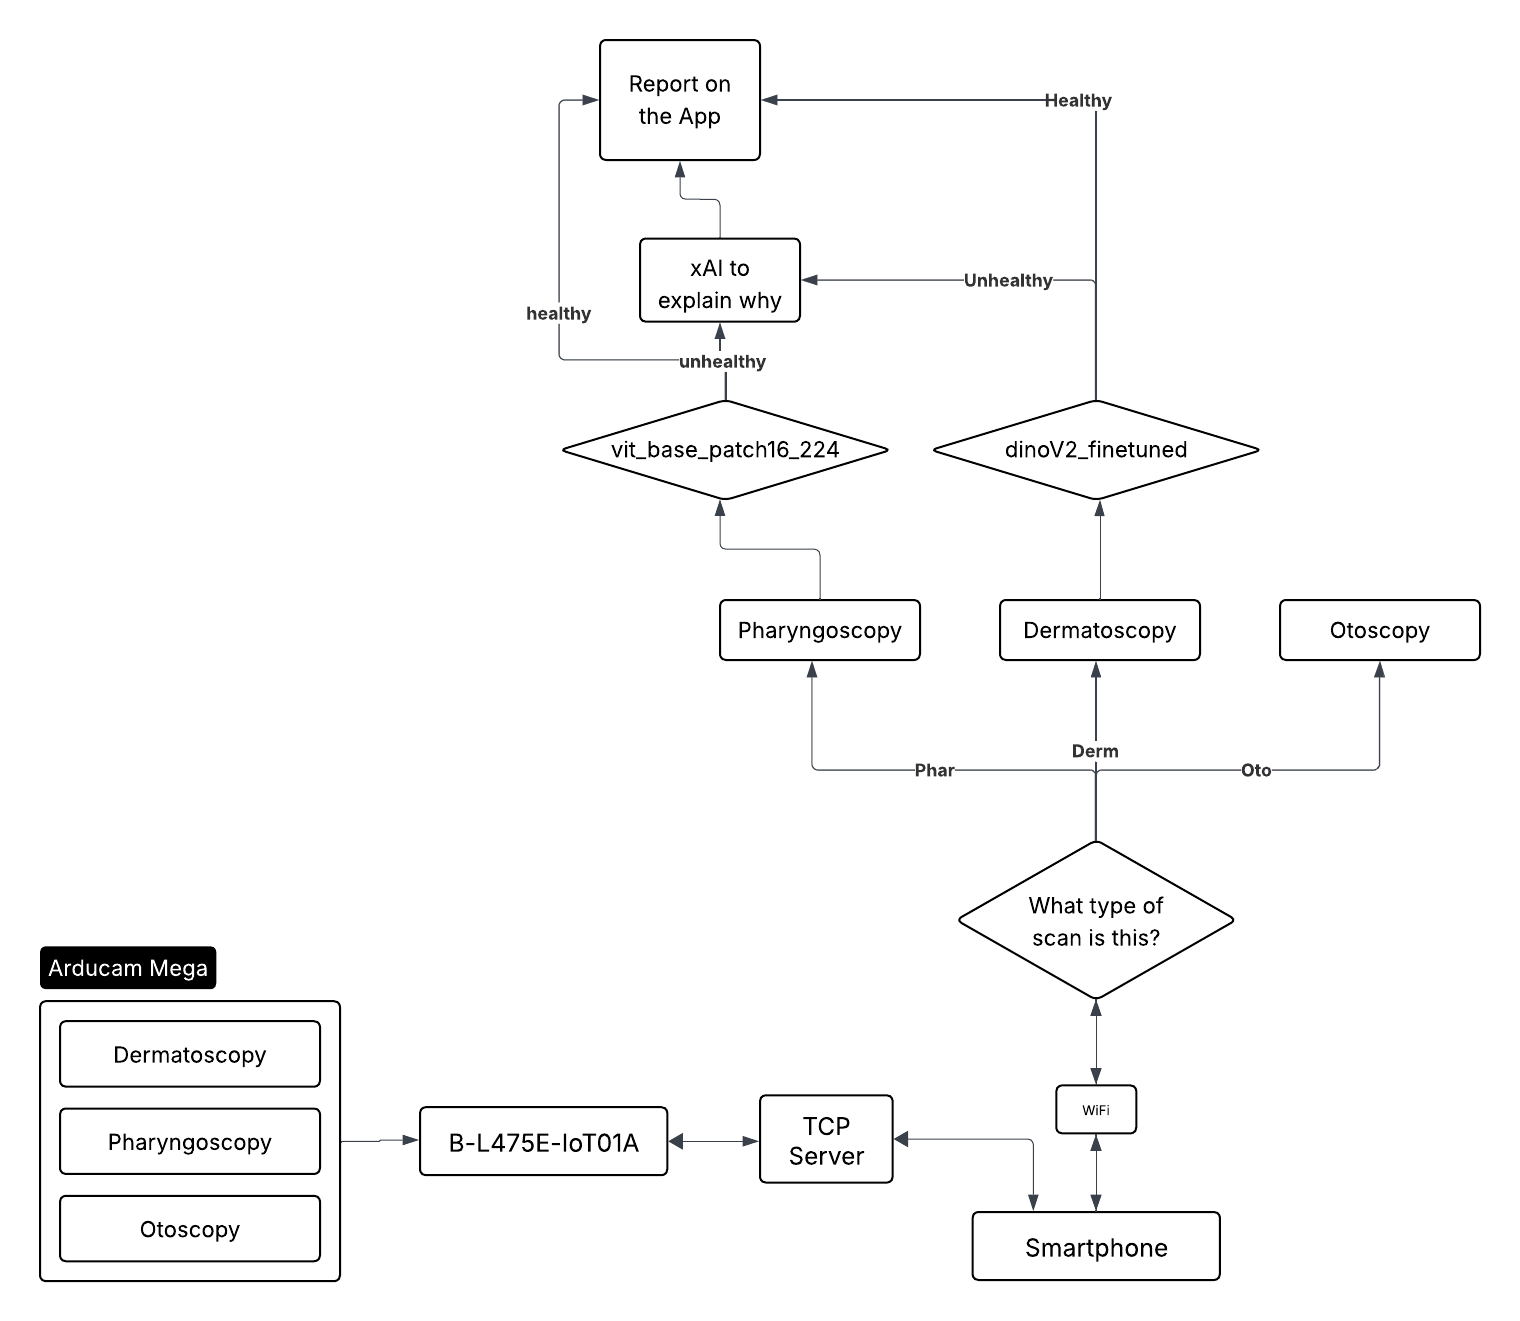 Report on
the App
Healthy
xAI to
explain why
Unhealthy
healthy
unhealthy
vit_base_patch16_224
dinoV2_finetuned
Pharyngoscopy
Dermatoscopy
Otoscopy
Derm
Phar
Oto
What type of
scan is this?
Arducam Mega
Dermatoscopy
Pharyngoscopy
Otoscopy
B-L475E-IoT01A
TCP
Server
WiFi
Smartphone